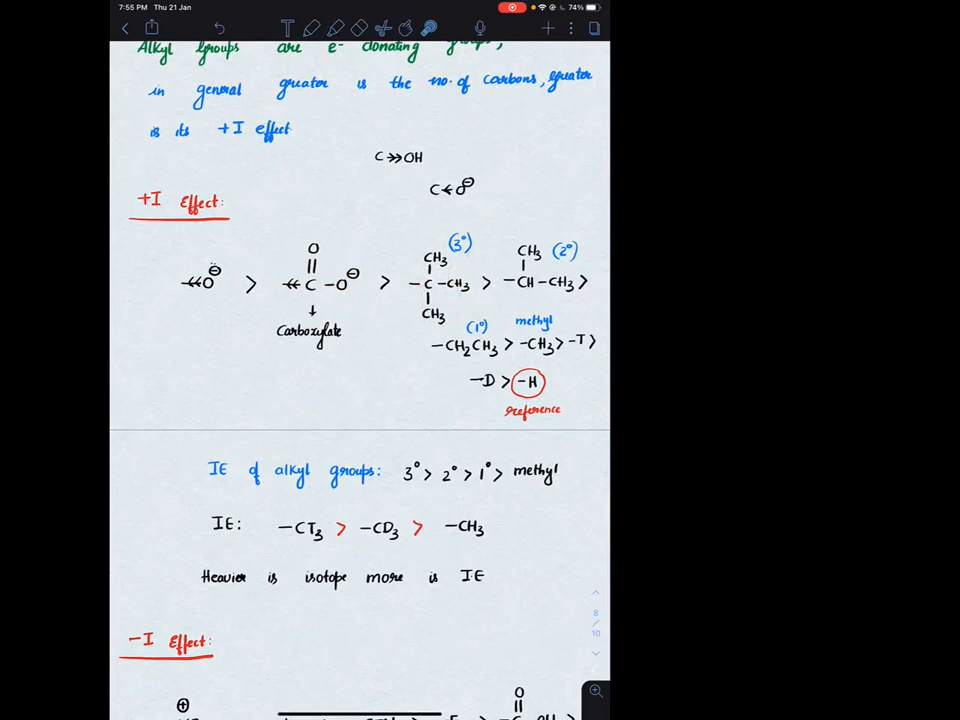 7:55 PM Thu 21 Jan
74%
Alkyl Groups are e⁻ donating groups,
in general greater is the no. of carbons, greater
is its +I effect.
C ↠ OH
C ← O⊖
+I Effect:
(3°) (2°)
O CH₃ CH₃
-O⊖ > -C-O⊖ > -C-CH₃ > -CH-CH₃ >
CH₃
Carboxylate
(1°) methyl
-CH₂CH₃ > -CH₃ > -T >
-D > -H
reference
IE of alkyl groups: 3° > 2° > 1° > methyl
IE: -CT₃ > -CD₃ > -CH₃
Heavier is isotope more is IE
8
/
10
-I Effect:
⊕
O